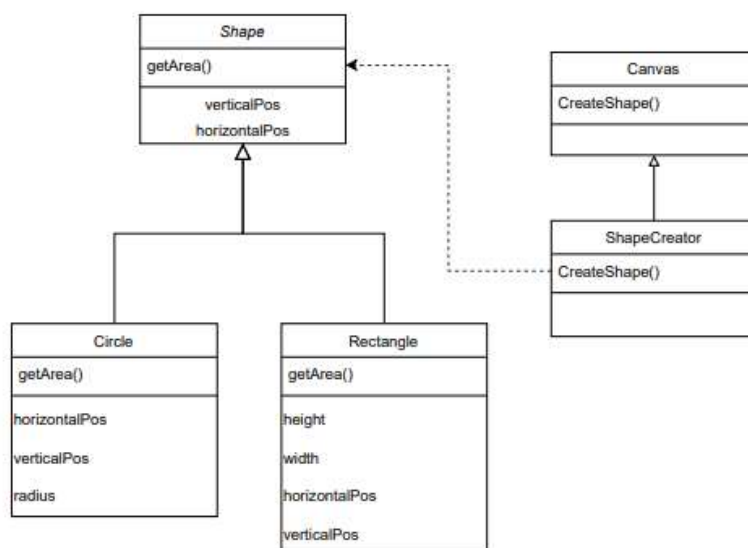 Shape
getArea()
verticalPos
horizontalPos
Canvas
CreateShape()
ShapeCreator
CreateShape()
Circle
getArea()
horizontalPos
verticalPos
radius
Rectangle
getArea()
height
width
horizontalPos
verticalPos